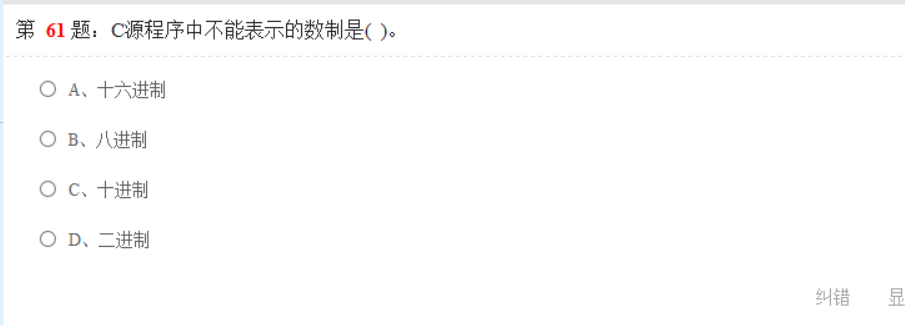 第 61 题：C源程序中不能表示的数制是( )。
A、十六进制
B、八进制
C、十进制
D、二进制
纠错 显